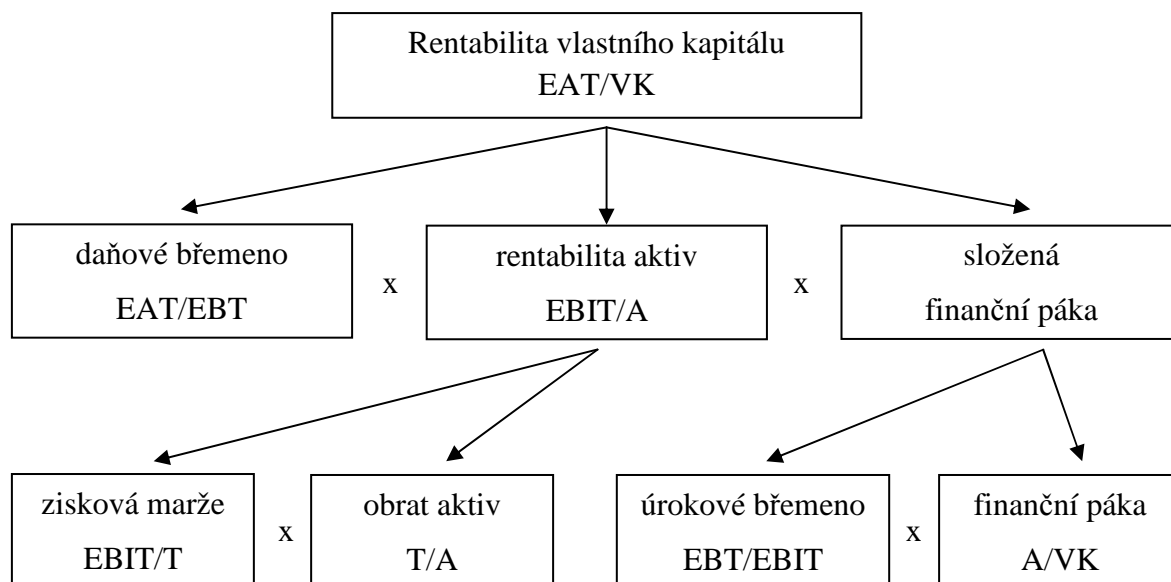 Rentabilita vlastního kapitálu
EAT/VK
daňové břemeno
EAT/EBT
x
rentabilita aktiv
EBIT/A
x
složená
finanční páka
zisková marže
EBIT/T
x
obrat aktiv
T/A
úrokové břemeno
EBT/EBIT
x
finanční páka
A/VK